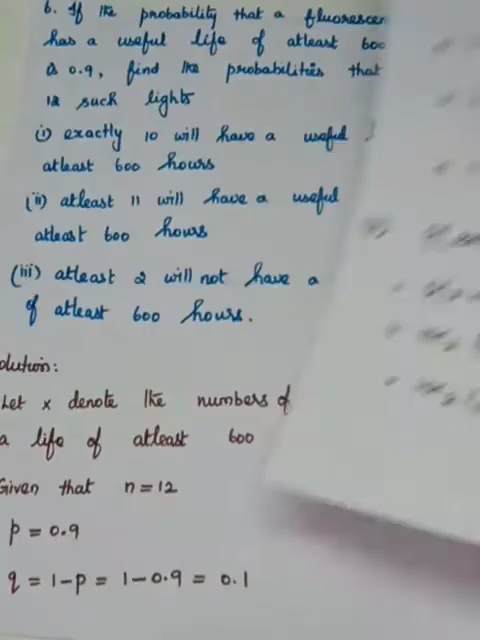 6. If the probability that a fluorescen
has a useful life of atleast 600
is 0.9, find the probabilities that
12 such lights
(i) exactly 10 will have a useful
atleast 600 hours
(ii) atleast 11 will have a useful
atleast 600 hours
(iii) atleast 2 will not have a
of atleast 600 hours.
olution:
Let x denote the numbers of
a life of atleast 600
Given that n = 12
p = 0.9
q = 1-p = 1-0.9 = 0.1